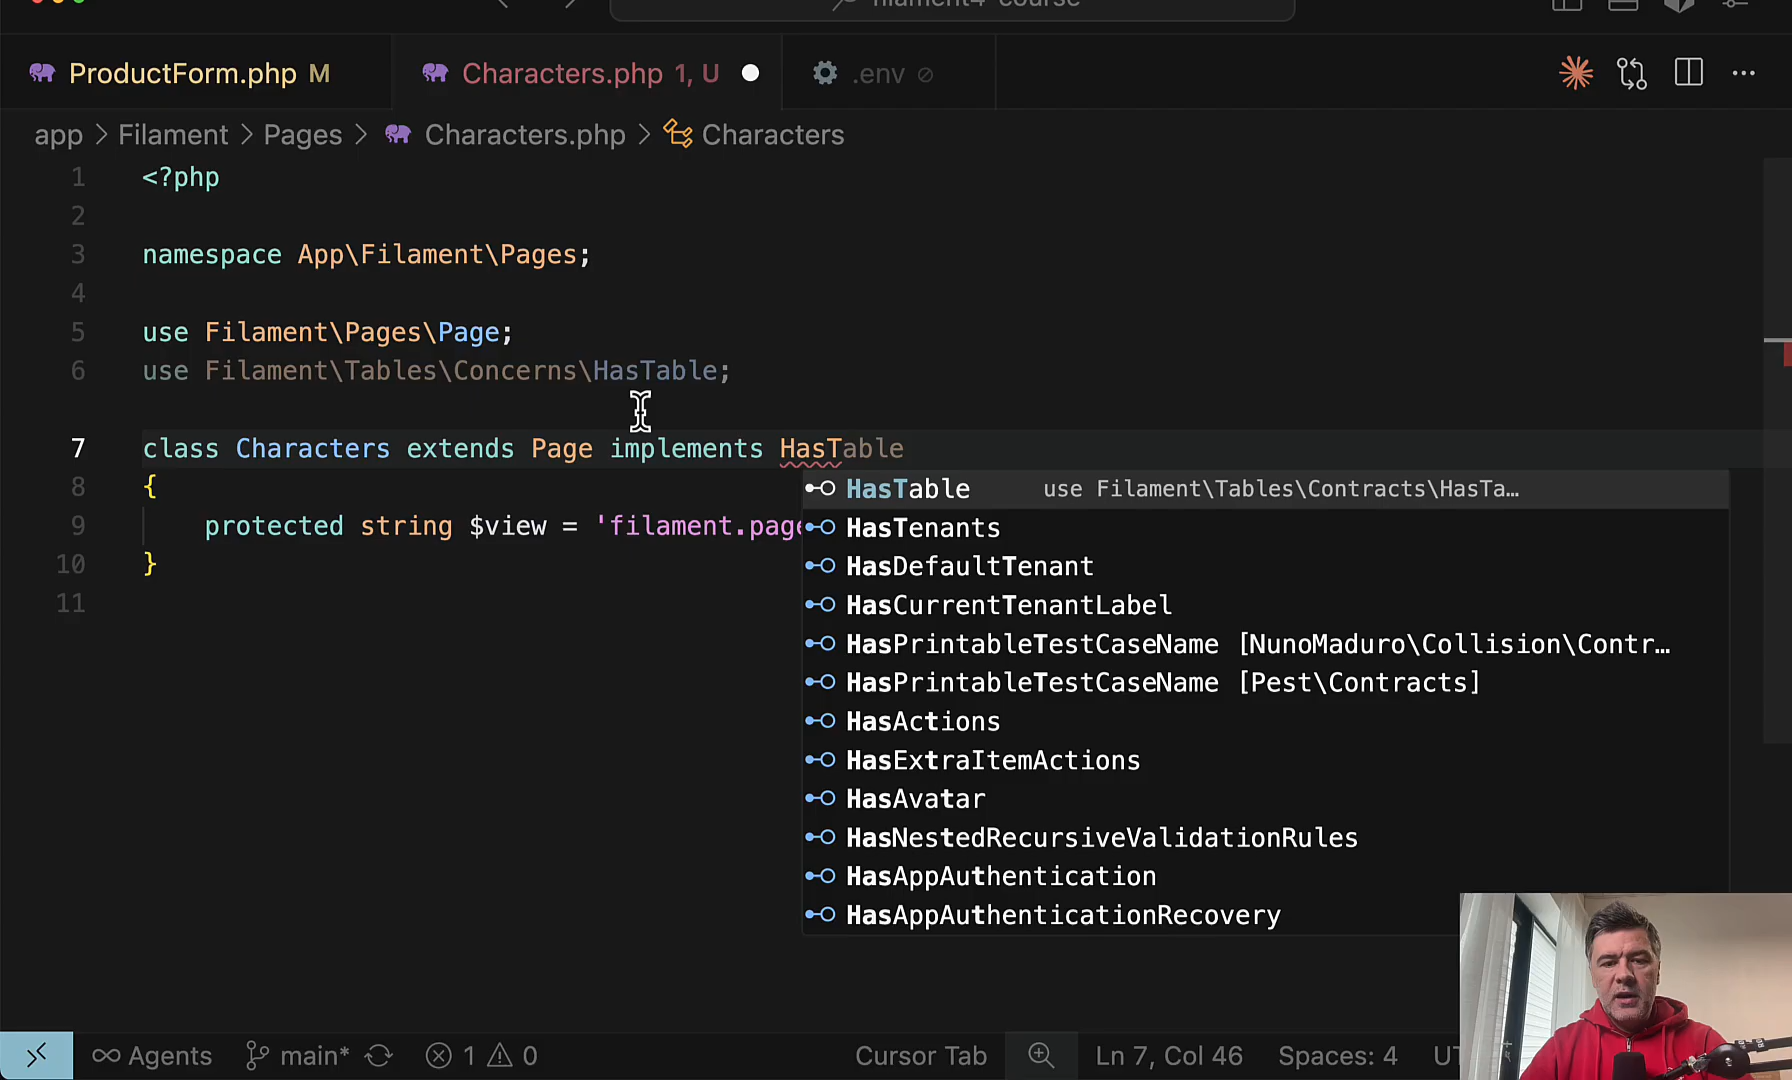 ProductForm.php M
Characters.php 1, U
.env
app > Filament > Pages > Characters.php > Characters
1 <?php
2
3 namespace App\Filament\Pages;
4
5 use Filament\Pages\Page;
6 use Filament\Tables\Concerns\HasTable;
7 class Characters extends Page implements HasTable
8 {
9 protected string $view = 'filament.page
10 }
11
HasTable use Filament\Tables\Contracts\HasTa…
HasTenants
HasDefaultTenant
HasCurrentTenantLabel
HasPrintableTestCaseName [NunoMaduro\Collision\Contr…
HasPrintableTestCaseName [Pest\Contracts]
HasActions
HasExtraItemActions
HasAvatar
HasNestedRecursiveValidationRules
HasAppAuthentication
HasAppAuthenticationRecovery
Agents main* 1 0 Cursor Tab Ln 7, Col 46 Spaces: 4